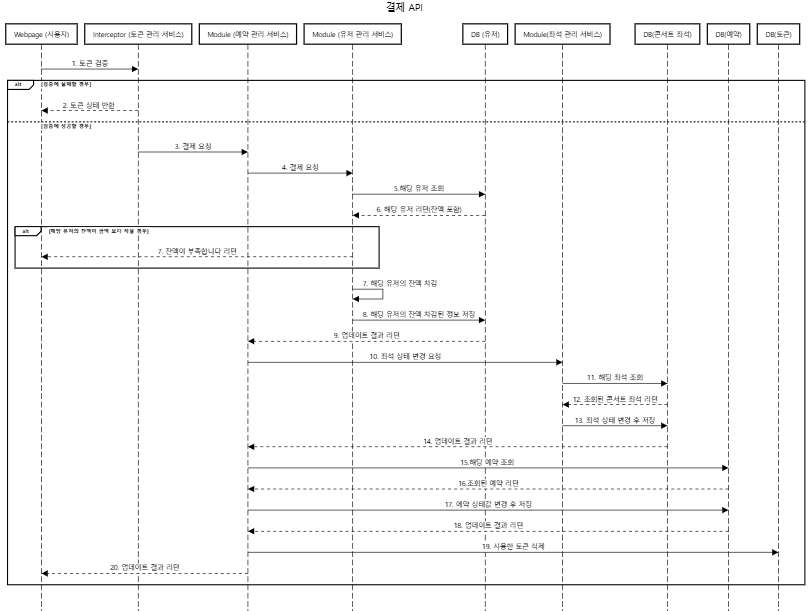 결제 API
Webpage (사용자)
Interceptor (토큰 관리 서비스)
Module (예약 관리 서비스)
Module (유저 관리 서비스)
DB (유저)
Module(좌석 관리 서비스)
DB(콘서트 좌석)
DB(예약)
DB(토큰)
1. 토큰 검증
alt
[검증에 실패할 경우]
2. 토큰 상태 반환
[검증에 성공할 경우]
3. 결제 요청
4. 결제 요청
5.해당 유저 조회
6. 해당 유저 리턴(잔액 포함)
alt
[해당 유저의 잔액이 금액 보다 적을 경우]
7. 잔액이 부족합니다 리턴
7. 해당 유저의 잔액 차감
8. 해당 유저의 잔액 차감된 정보 저장
9. 업데이트 결과 리턴
10. 좌석 상태 변경 요청
11. 해당 좌석 조회
12. 조회된 콘서트 좌석 리턴
13. 좌석 상태 변경 후 저장
14. 업데이트 결과 리턴
15.해당 예약 조회
16.조회된 예약 리턴
17. 예약 상태값 변경 후 저장
18. 업데이트 결과 리턴
19. 사용한 토큰 삭제
20. 업데이트 결과 리턴